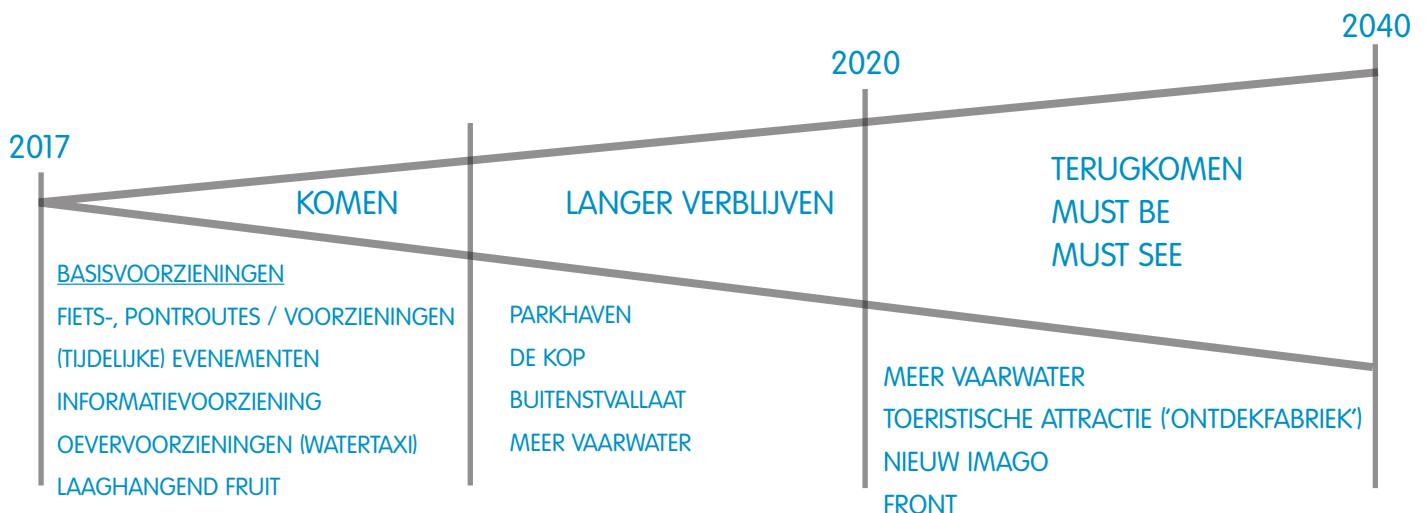 2017
2020
2040
KOMEN
LANGER VERBLIJVEN
TERUGKOMEN
MUST BE
MUST SEE
BASISVOORZIENINGEN
FIETS-, PONTROUTES / VOORZIENINGEN
(TIJDELIJKE) EVENEMENTEN
INFORMATIEVOORZIENING
OEVERVOORZIENINGEN (WATERTAXI)
LAAGHANGEND FRUIT
PARKHAVEN
DE KOP
BUITENSTVALLAAT
MEER VAARWATER
MEER VAARWATER
TOERISTISCHE ATTRACTIE ('ONTDEKFABRIEK')
NIEUW IMAGO
FRONT